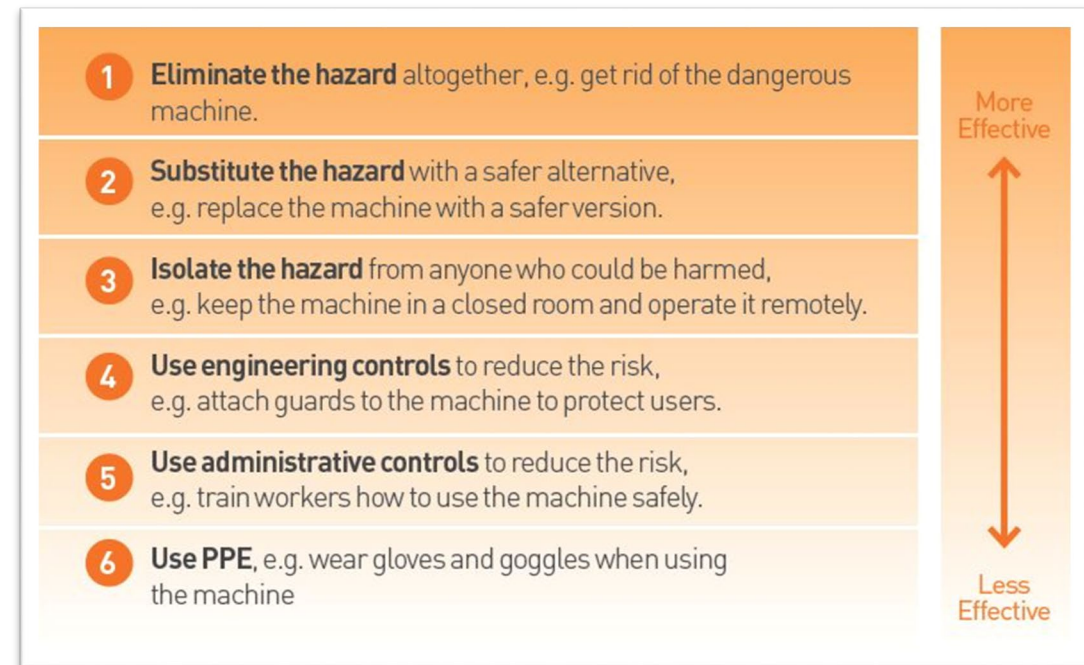 1 Eliminate the hazard altogether, e.g. get rid of the dangerous
machine.
2 Substitute the hazard with a safer alternative,
e.g. replace the machine with a safer version.
3 Isolate the hazard from anyone who could be harmed,
e.g. keep the machine in a closed room and operate it remotely.
4 Use engineering controls to reduce the risk,
e.g. attach guards to the machine to protect users.
5 Use administrative controls to reduce the risk,
e.g. train workers how to use the machine safely.
6 Use PPE, e.g. wear gloves and goggles when using
the machine
More
Effective
Less
Effective